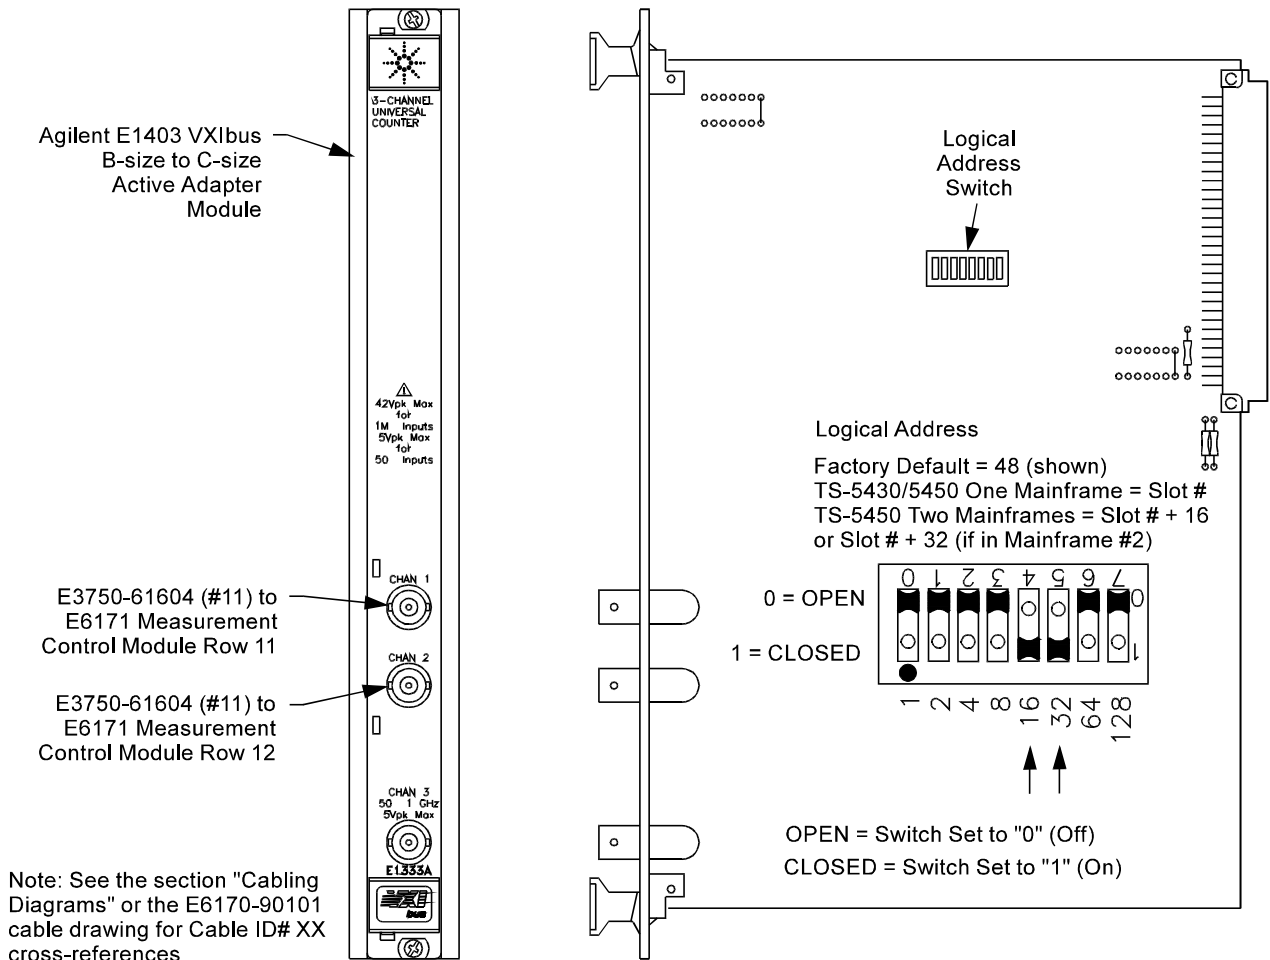 3-CHANNEL
UNIVERSAL
COUNTER
Agilent E1403 VXIbus
B-size to C-size
Active Adapter
Module
42Vpk Max
for
1M Inputs
5Vpk Max
for
50 Inputs
CHAN 1
E3750-61604 (#11) to
E6171 Measurement
Control Module Row 11
CHAN 2
E3750-61604 (#11) to
E6171 Measurement
Control Module Row 12
CHAN 3
50 1 GHz
5Vpk Max
E1333A
VXI
bus
Note: See the section "Cabling
Diagrams" or the E6170-90101
cable drawing for Cable ID# XX
cross-references
Logical
Address
Switch
C
C
Logical Address
Factory Default = 48 (shown)
TS-5430/5450 One Mainframe = Slot #
TS-5450 Two Mainframes = Slot # + 16
or Slot # + 32 (if in Mainframe #2)
0 1 2 3 4 5 6 7
0 = OPEN
0
1 = CLOSED
1
1 2 4 8 16 32 64 128
OPEN = Switch Set to "0" (Off)
CLOSED = Switch Set to "1" (On)